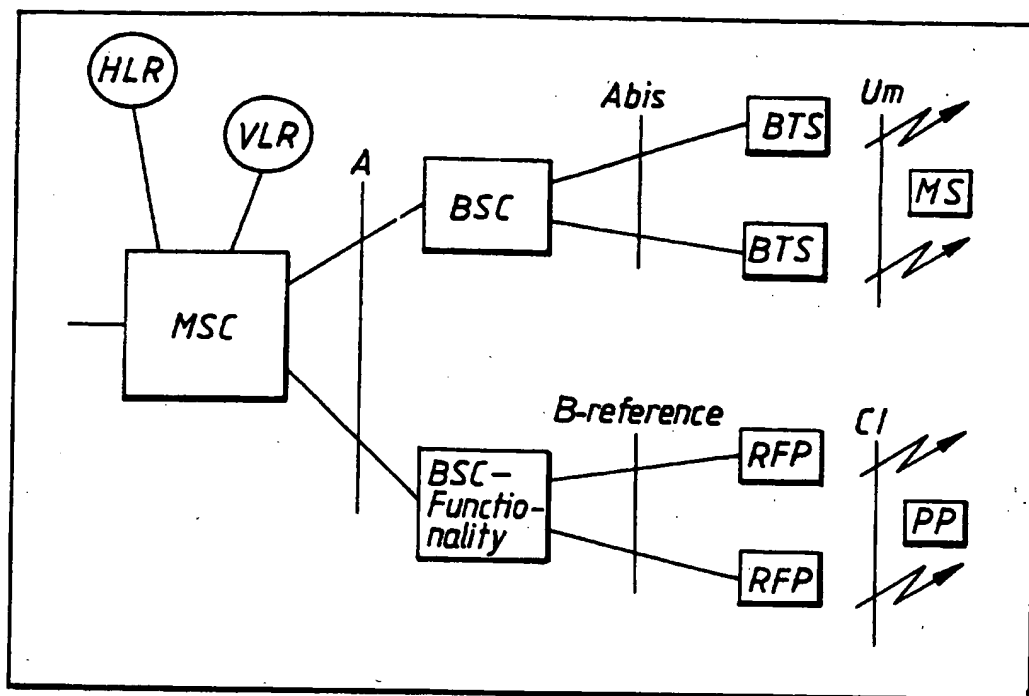 HLR
VLR
A
MSC
BSC
Abis
BTS
BTS
Um
MS
BSC-
Functio-
nality
B-reference
RFP
RFP
CI
PP